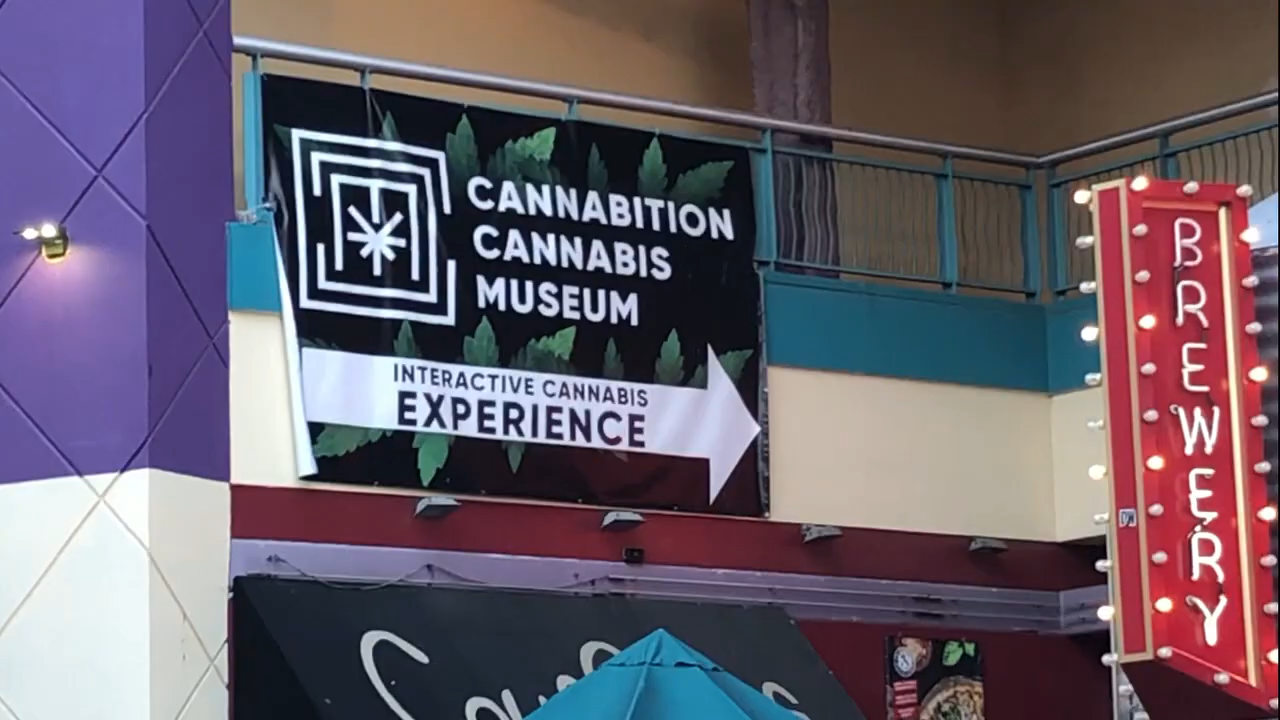 CANNABITION
CANNABIS
MUSEUM
INTERACTIVE CANNABIS
EXPERIENCE
BREWERY